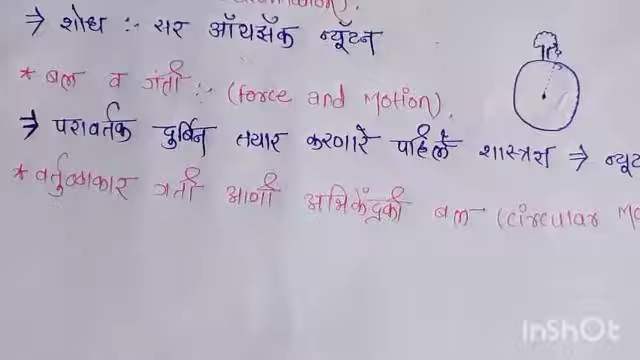 ⇒ शोध :- सर ऑयझॅक न्यूटन
* बल व गती :- (Force and Motion).
⇒ परावर्तक दुर्बिन तयार करणारे पहिले शास्त्रज्ञ ⇒
* वर्तुळाकार गती आणी अभिकेंद्रकी बल (circular
InShOt